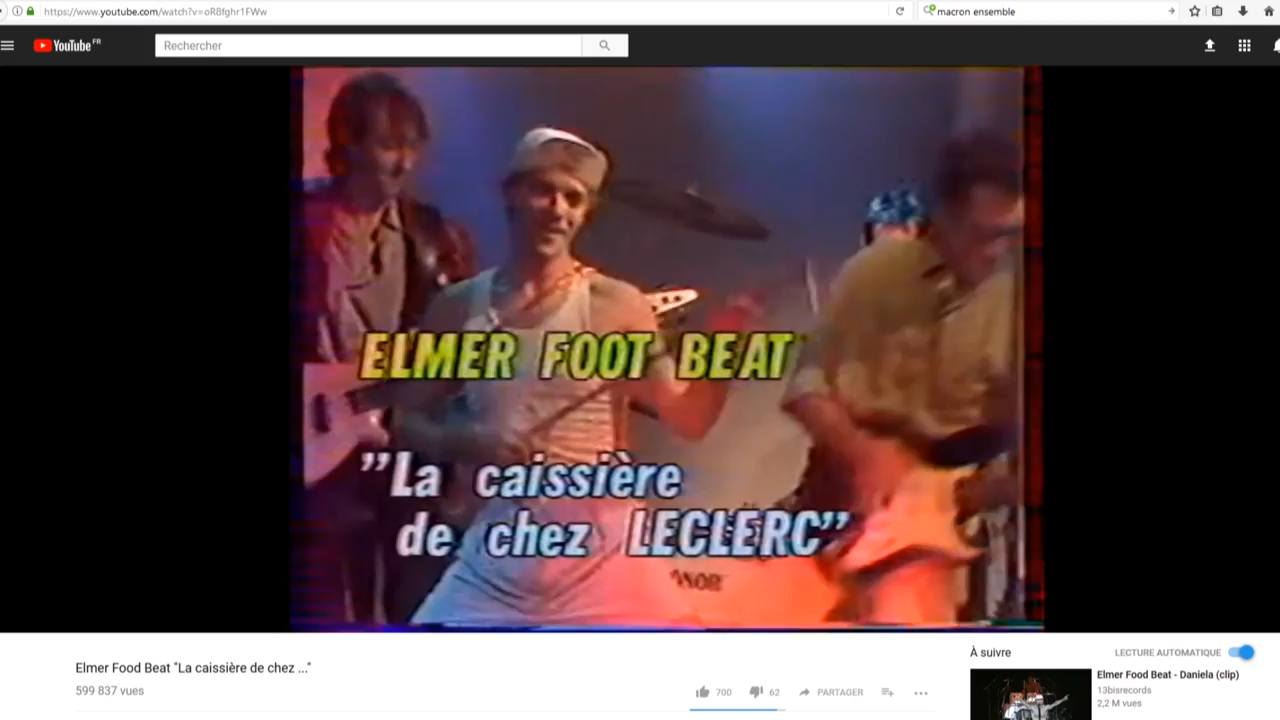 https://www.youtube.com/watch?v=oR8fghr1FWw
macron ensemble
YouTube FR
Rechercher
ELMER FOOT BEAT
"La caissière
de chez LECLERC"
Elmer Food Beat "La caissière de chez ..."
599 837 vues
700
62
PARTAGER
À suivre
LECTURE AUTOMATIQUE
Elmer Food Beat - Daniela (clip)
13bisrecords
2,2 M vues